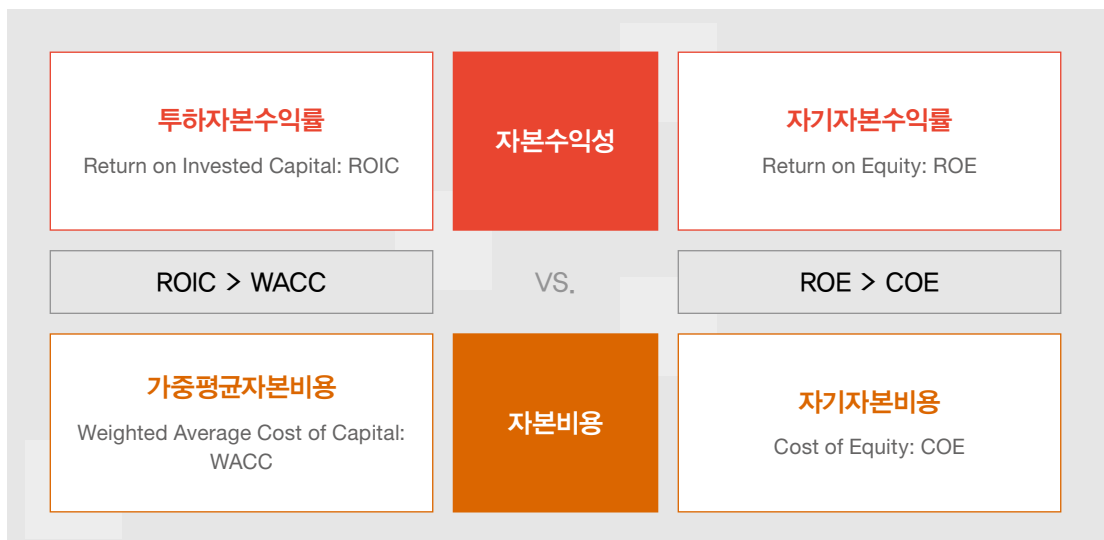 투하자본수익률
Return on Invested Capital: ROIC
자본수익성
자기자본수익률
Return on Equity: ROE
ROIC > WACC
VS.
ROE > COE
가중평균자본비용
Weighted Average Cost of Capital:
WACC
자본비용
자기자본비용
Cost of Equity: COE